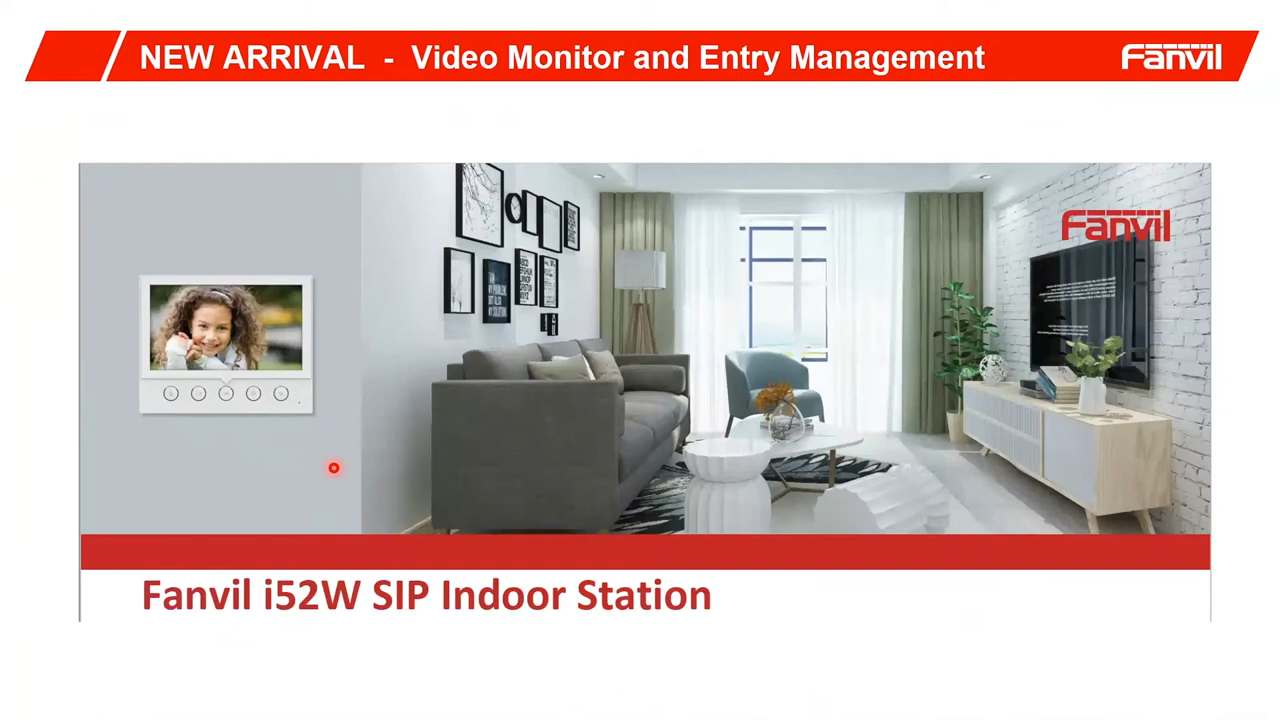 NEW ARRIVAL - Video Monitor and Entry Management
Fanvil
Fanvil
Fanvil i52W SIP Indoor Station